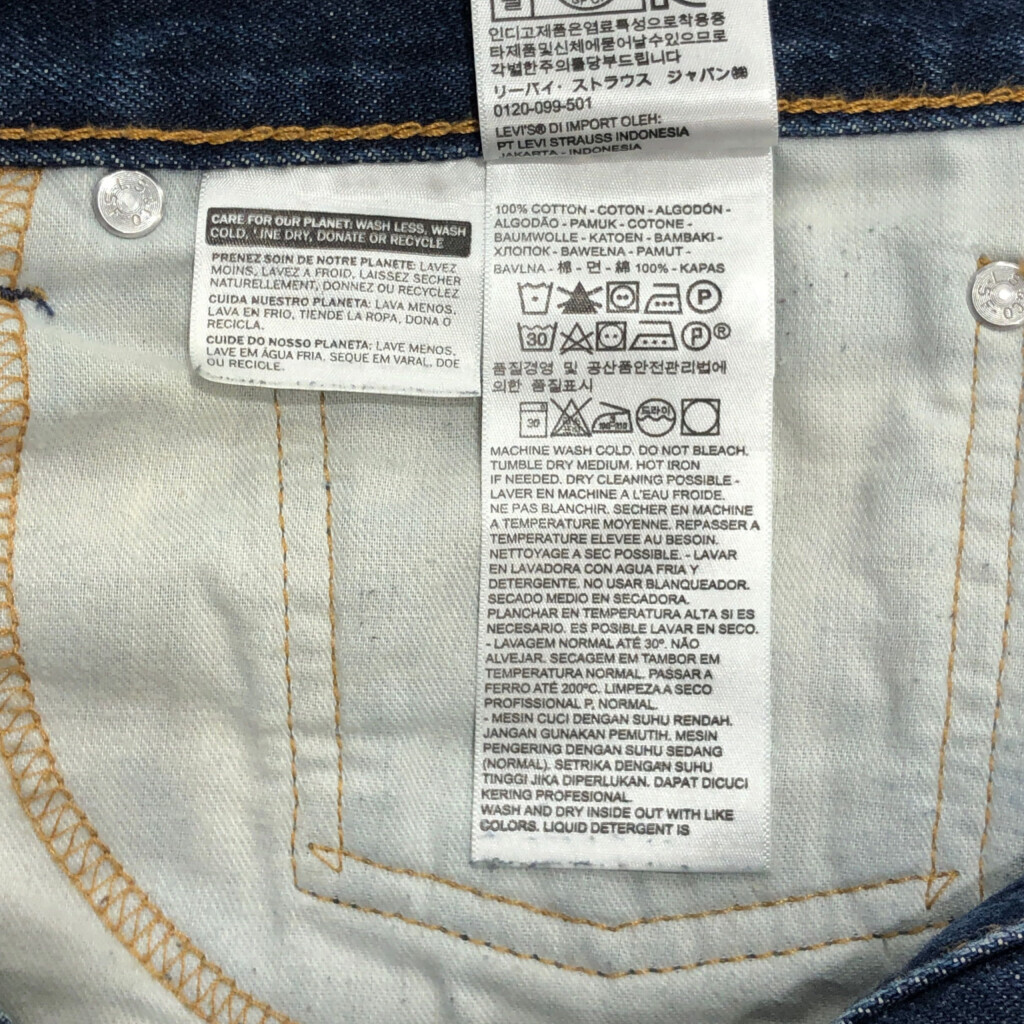 인디고제품은염료특성으로착용중
타제품및신체에묻어날수있으므로
각별한주의를당부드립니다
リーバイ・ストラウス ジャパン㈱
0120-099-501
LEVI'S® DI IMPORT OLEH:
PT LEVI STRAUSS INDONESIA
JAKARTA - INDONESIA
CARE FOR OUR PLANET: WASH LESS, WASH
COLD, LINE DRY, DONATE OR RECYCLE
PRENEZ SOIN DE NOTRE PLANETE: LAVEZ
MOINS, LAVEZ A FROID, LAISSEZ SECHER
NATURELLEMENT, DONNEZ OU RECYCLEZ
CUIDA NUESTRO PLANETA: LAVA MENOS,
LAVA EN FRIO, TIENDE LA ROPA, DONA O
RECICLA.
CUIDE DO NOSSO PLANETA: LAVE MENOS,
LAVE EM ÁGUA FRIA, SEQUE EM VARAL, DOE
OU RECICLE.
100% COTTON - COTON - ALGODÓN -
ALGODÃO - PAMUK - COTONE -
BAUMWOLLE - KATOEN - BAMBAKI -
ХЛОПОК - BAWEŁNA - PAMUT -
BAVLNA - 棉 - 면 - 綿 100% - KAPAS
P
30 P ®
품질경영 및 공산품안전관리법에
의한 품질표시
30 드라이
MACHINE WASH COLD. DO NOT BLEACH.
TUMBLE DRY MEDIUM. HOT IRON
IF NEEDED. DRY CLEANING POSSIBLE -
LAVER EN MACHINE A L'EAU FROIDE.
NE PAS BLANCHIR. SECHER EN MACHINE
A TEMPERATURE MOYENNE. REPASSER A
TEMPERATURE ELEVEE AU BESOIN.
NETTOYAGE A SEC POSSIBLE. - LAVAR
EN LAVADORA CON AGUA FRIA Y
DETERGENTE. NO USAR BLANQUEADOR.
SECADO MEDIO EN SECADORA.
PLANCHAR EN TEMPERATURA ALTA SI ES
NECESARIO. ES POSIBLE LAVAR EN SECO.
- LAVAGEM NORMAL ATÉ 30º. NÃO
ALVEJAR. SECAGEM EM TAMBOR EM
TEMPERATURA NORMAL. PASSAR A
FERRO ATÉ 200ºC. LIMPEZA A SECO
PROFISSIONAL P, NORMAL.
- MESIN CUCI DENGAN SUHU RENDAH.
JANGAN GUNAKAN PEMUTIH. MESIN
PENGERING DENGAN SUHU SEDANG
(NORMAL). SETRIKA DENGAN SUHU
TINGGI JIKA DIPERLUKAN. DAPAT DICUCI
KERING PROFESIONAL.
WASH AND DRY INSIDE OUT WITH LIKE
COLORS. LIQUID DETERGENT IS